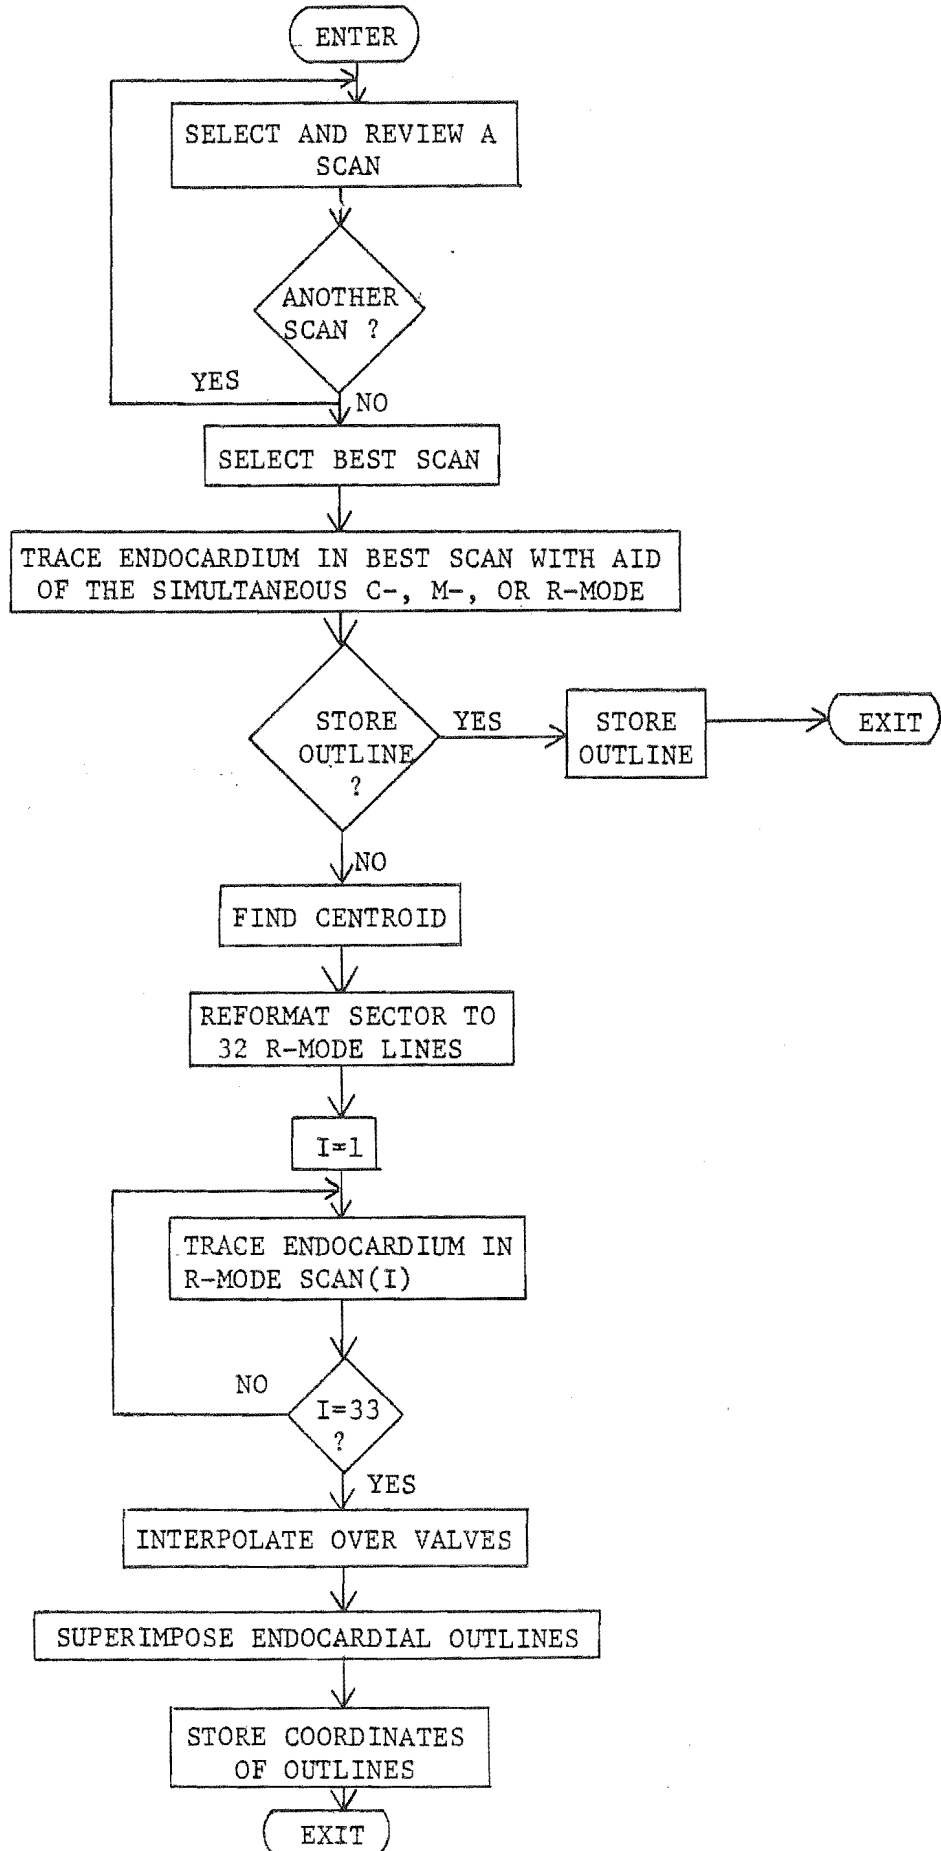 ENTER
SELECT AND REVIEW A
SCAN
ANOTHER
SCAN ?
YES
NO
SELECT BEST SCAN
TRACE ENDOCARDIUM IN BEST SCAN WITH AID
OF THE SIMULTANEOUS C-, M-, OR R-MODE
STORE
OUTLINE
?
YES
STORE
OUTLINE
EXIT
NO
FIND CENTROID
REFORMAT SECTOR TO
32 R-MODE LINES
I=1
TRACE ENDOCARDIUM IN
R-MODE SCAN(I)
NO
I=33
?
YES
INTERPOLATE OVER VALVES
SUPERIMPOSE ENDOCARDIAL OUTLINES
STORE COORDINATES
OF OUTLINES
EXIT